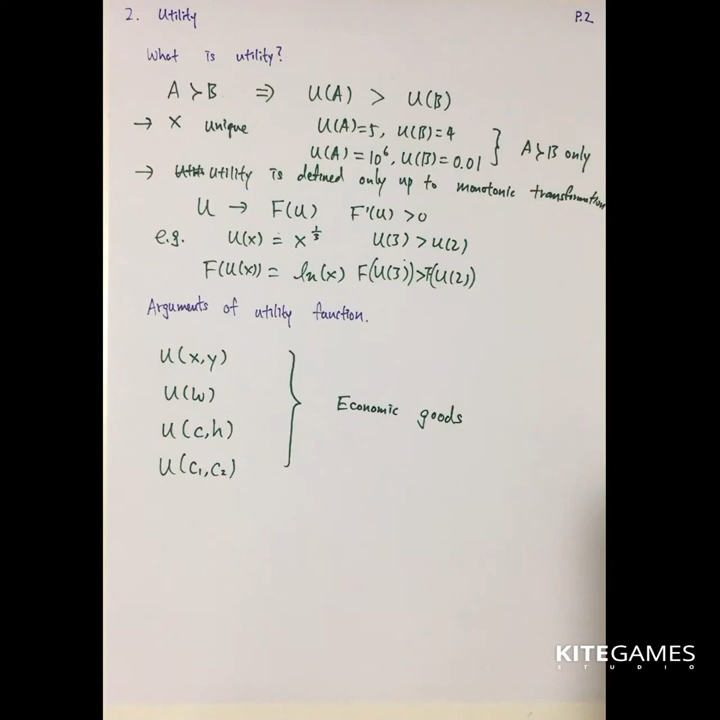 2. Utility P.2
What is utility?
A ≻ B ⇒ U(A) > U(B)
→ × unique U(A)=5, U(B)=4
U(A)=10⁶, U(B)=0.01 } A≻B only
→ utility is defined only up to monotonic transformation
U → F(U) F'(U) >0
e.g. U(x) = x^{1/3} U(3) > U(2)
F(U(x)) = ln(x) F(U(3))>F(U(2))
Arguments of utility function.
U(x,y)
U(W)
U(c,h)
U(C₁,C₂)
} Economic goods
KITEGAMES
STUDIO